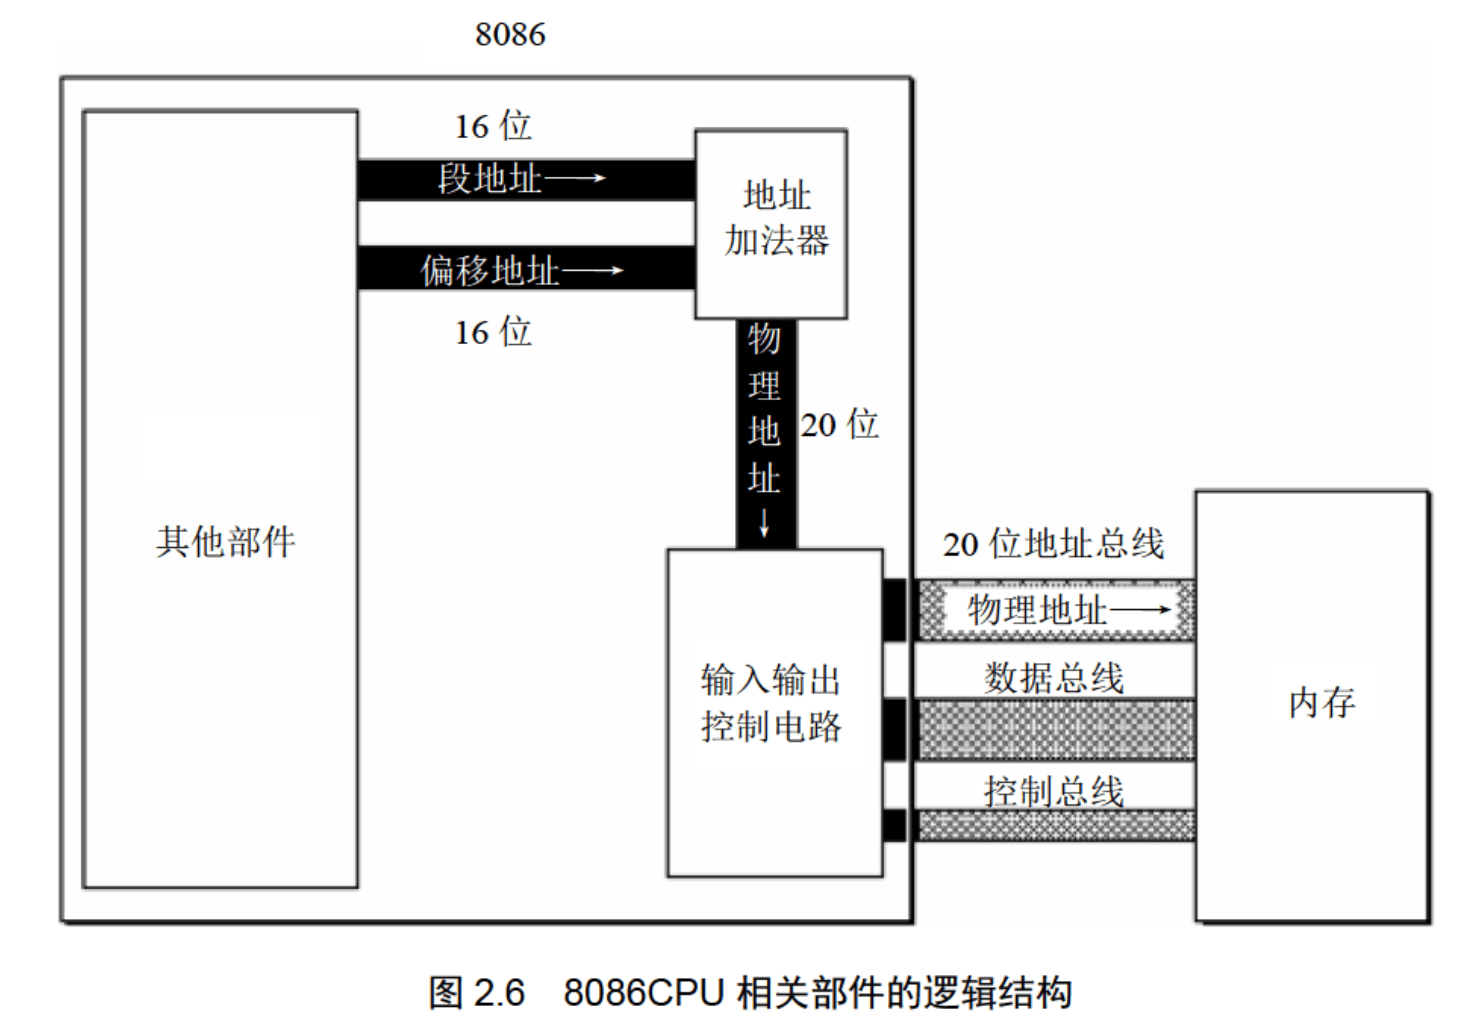 8086
16 位
段地址
偏移地址
16 位
地址
加法器
物理地址
20 位
其他部件
输入输出
控制电路
20 位地址总线
物理地址
数据总线
控制总线
内存
图 2.6 8086CPU 相关部件的逻辑结构